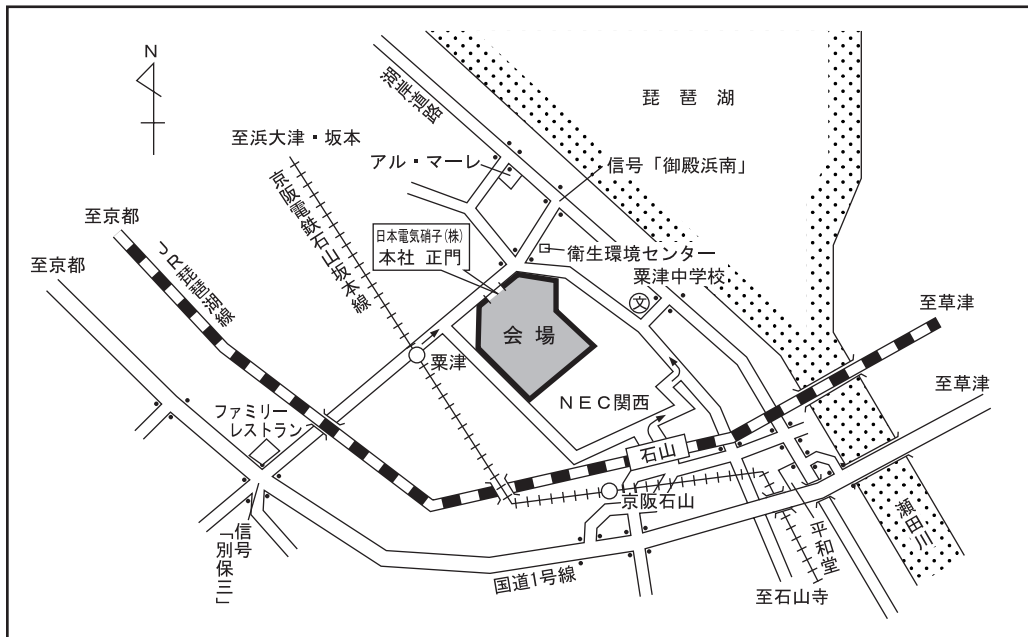 N
琵琶湖
湖岸道路
至浜大津・坂本
アル・マーレ
信号「御殿浜南」
京阪電鉄石山坂本線
至京都
JR琵琶湖線
日本電気硝子(株)
本社 正門
衛生環境センター
粟津中学校
文
至京都
会場
至草津
粟津
至草津
NEC関西
ファミリー
レストラン
石山
京阪石山
瀬田川
信号
「別保三」
平和堂
国道1号線
至石山寺